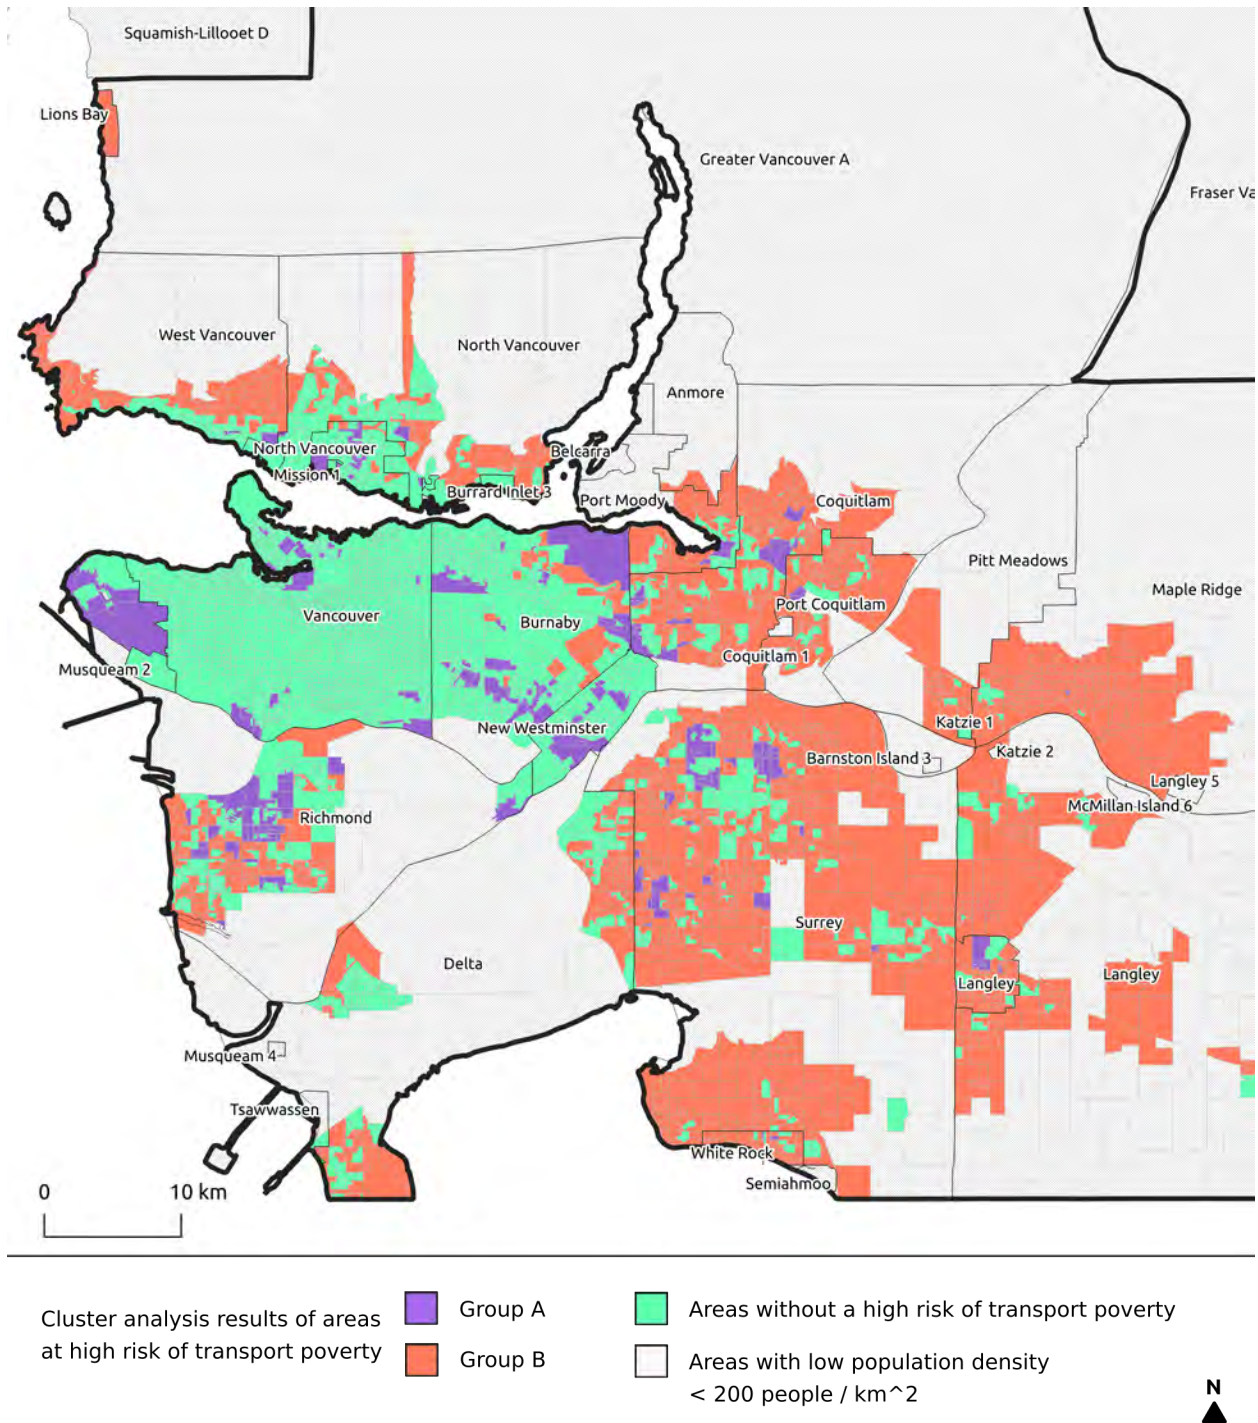 Squamish-Lillooet D
Lions Bay
Greater Vancouver A
Fraser Va
West Vancouver
North Vancouver
Anmore
North Vancouver
Belcarra
Mission 1
Burrard Inlet 3
Port Moody
Coquitlam
Pitt Meadows
Maple Ridge
Vancouver
Burnaby
Port Coquitlam
Musqueam 2
Coquitlam 1
New Westminster
Katzie 1
Katzie 2
Barnston Island 3
Langley 5
McMillan Island 6
Richmond
Surrey
Delta
Langley
Langley
Musqueam 4
Tsawwassen
White Rock
Semiahmoo
0 10 km
Cluster analysis results of areas
at high risk of transport poverty
Group A
Group B
Areas without a high risk of transport poverty
Areas with low population density
< 200 people / km^2
N